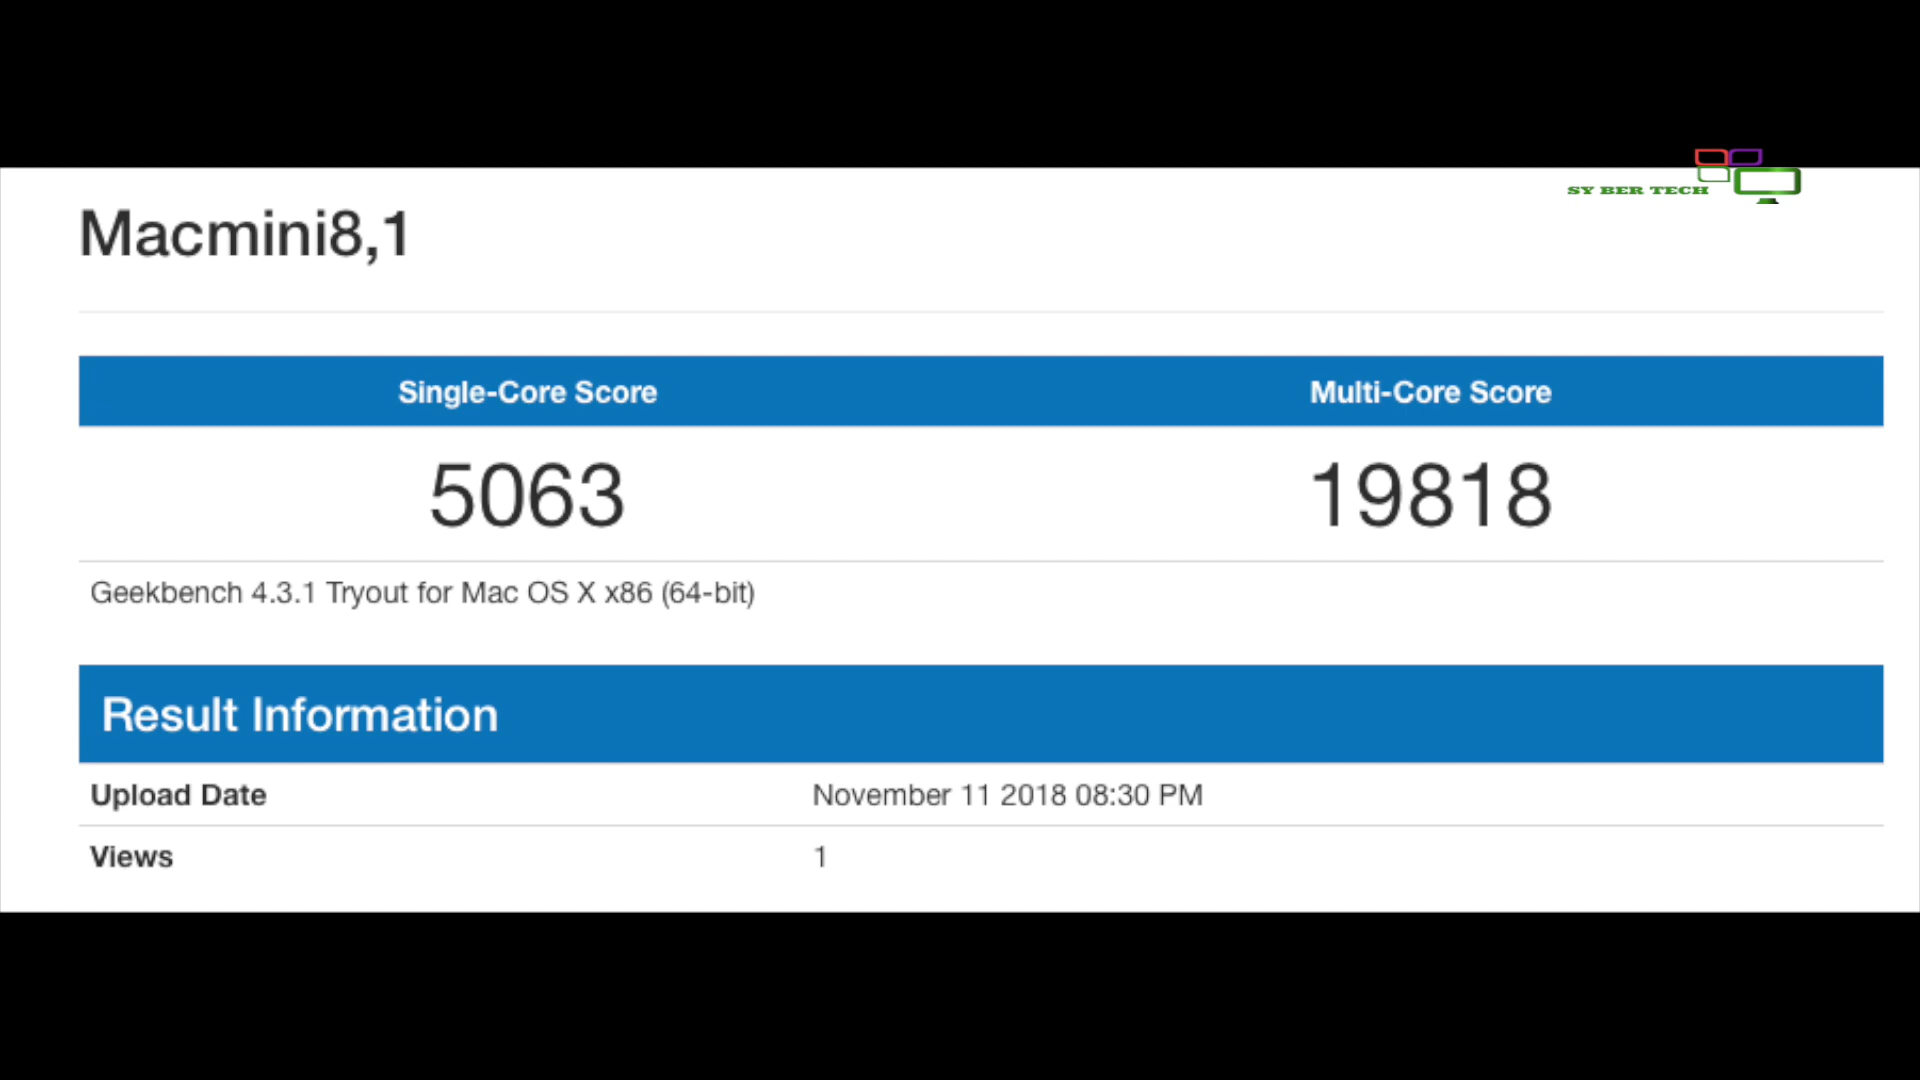 SY BER TECH
Macmini8,1
Single-Core Score Multi-Core Score
5063 19818
Geekbench 4.3.1 Tryout for Mac OS X x86 (64-bit)
Result Information
Upload Date November 11 2018 08:30 PM
Views 1